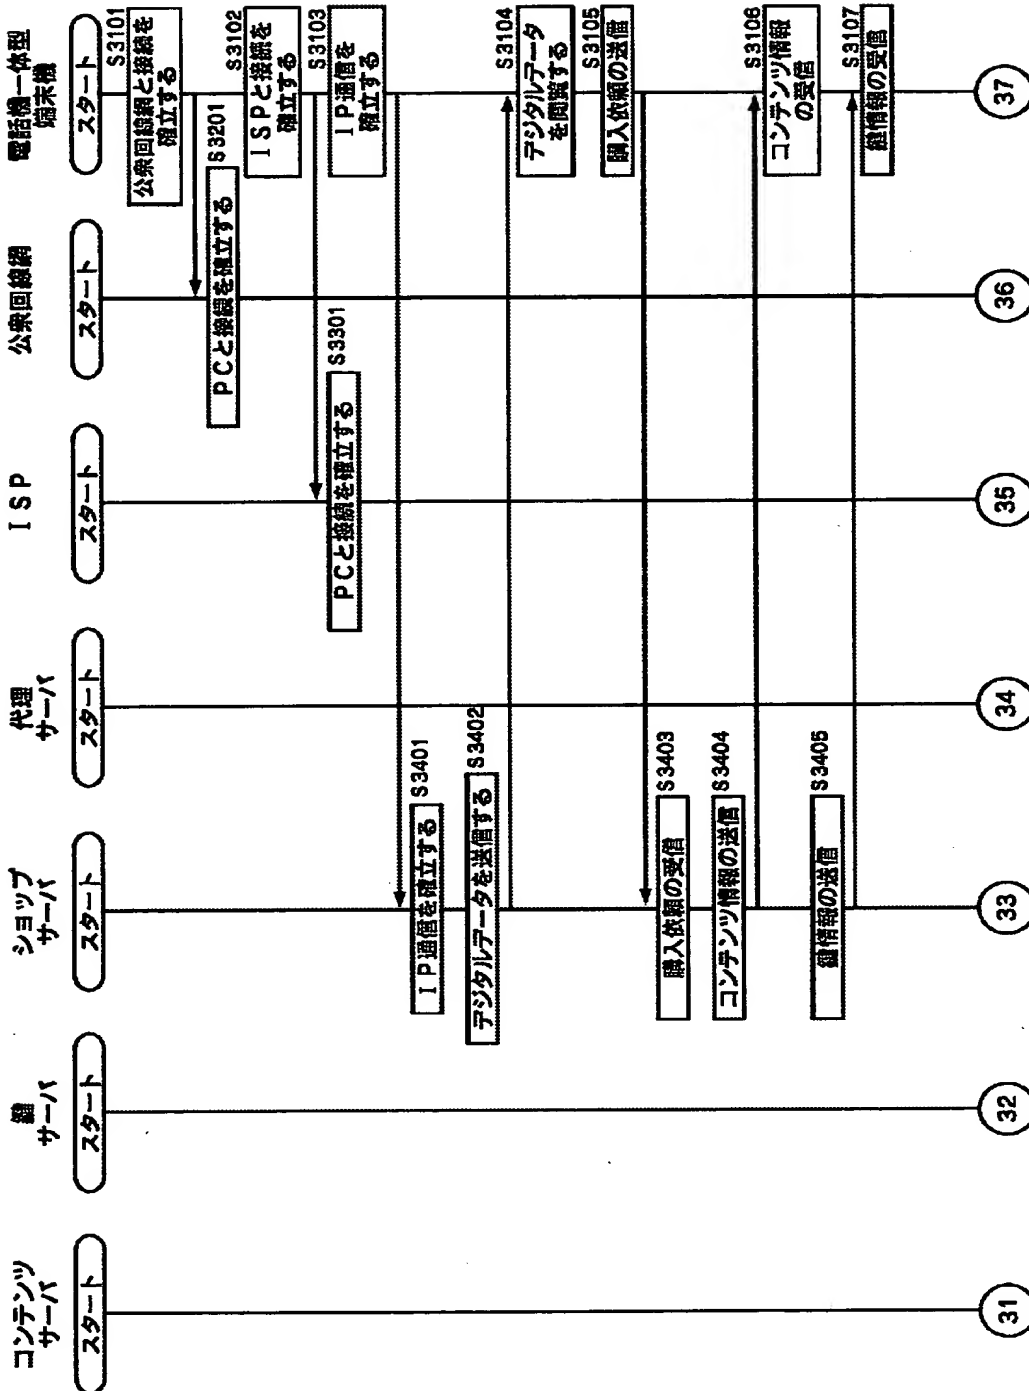 コンテンツ
サーバ
スタート
31
鍵
サーバ
スタート
32
ショップ
サーバ
スタート
IP通信を確立する
S3401
デジタルデータを送信する
S3402
購入依頼の受信
S3403
コンテンツ情報の送信
S3404
鍵情報の送信
S3405
33
代理
サーバ
スタート
34
ISP
スタート
PCと接続を確立する
S3301
35
公衆回線網
スタート
PCと接続を確立する
S3201
36
電話機一体型
端末機
スタート
S3101
公衆回線網と接続を
確立する
S3102
ISPと接続を
確立する
S3103
IP通信を
確立する
S3104
デジタルデータ
を閲覧する
S3105
購入依頼の送信
S3106
コンテンツ情報
の受信
S3107
鍵情報の受信
37